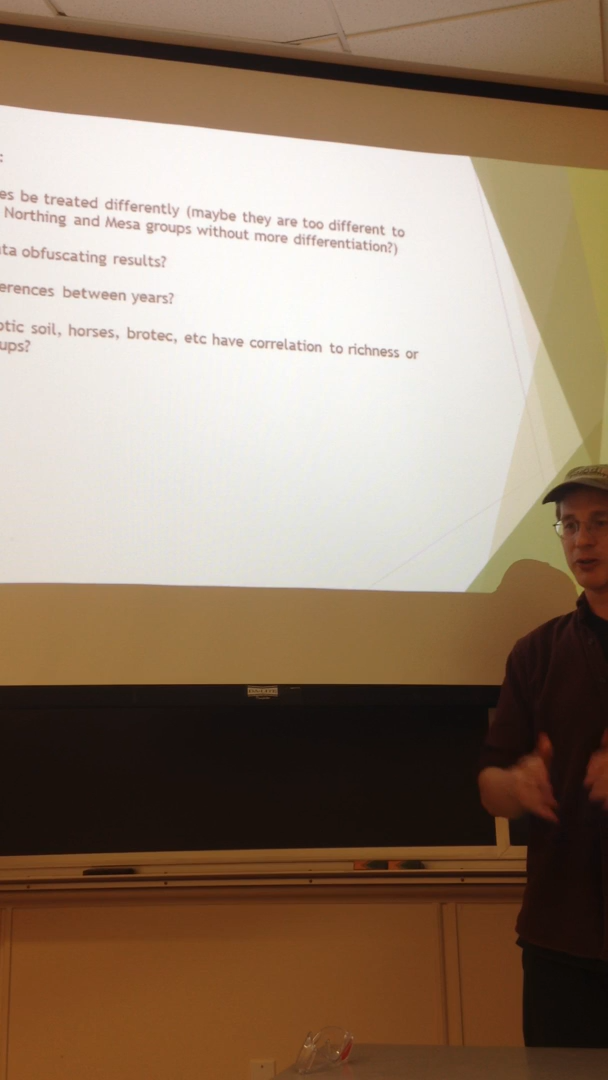 :
es be treated differently (maybe they are too different to
Northing and Mesa groups without more differentiation?)
ta obfuscating results?
erences between years?
otic soil, horses, brotec, etc have correlation to richness or
ups?